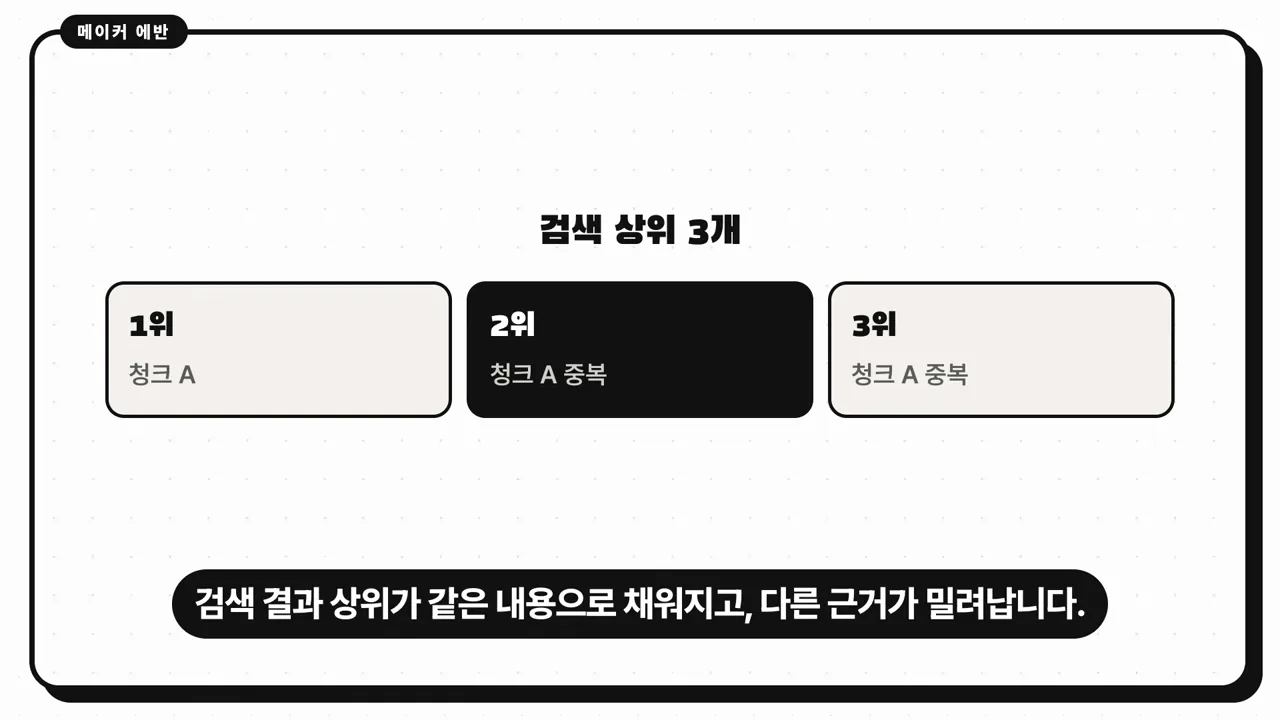 메이커 에반
검색 상위 3개
1위
청크 A
2위
청크 A 중복
3위
청크 A 중복
검색 결과 상위가 같은 내용으로 채워지고, 다른 근거가 밀려납니다.